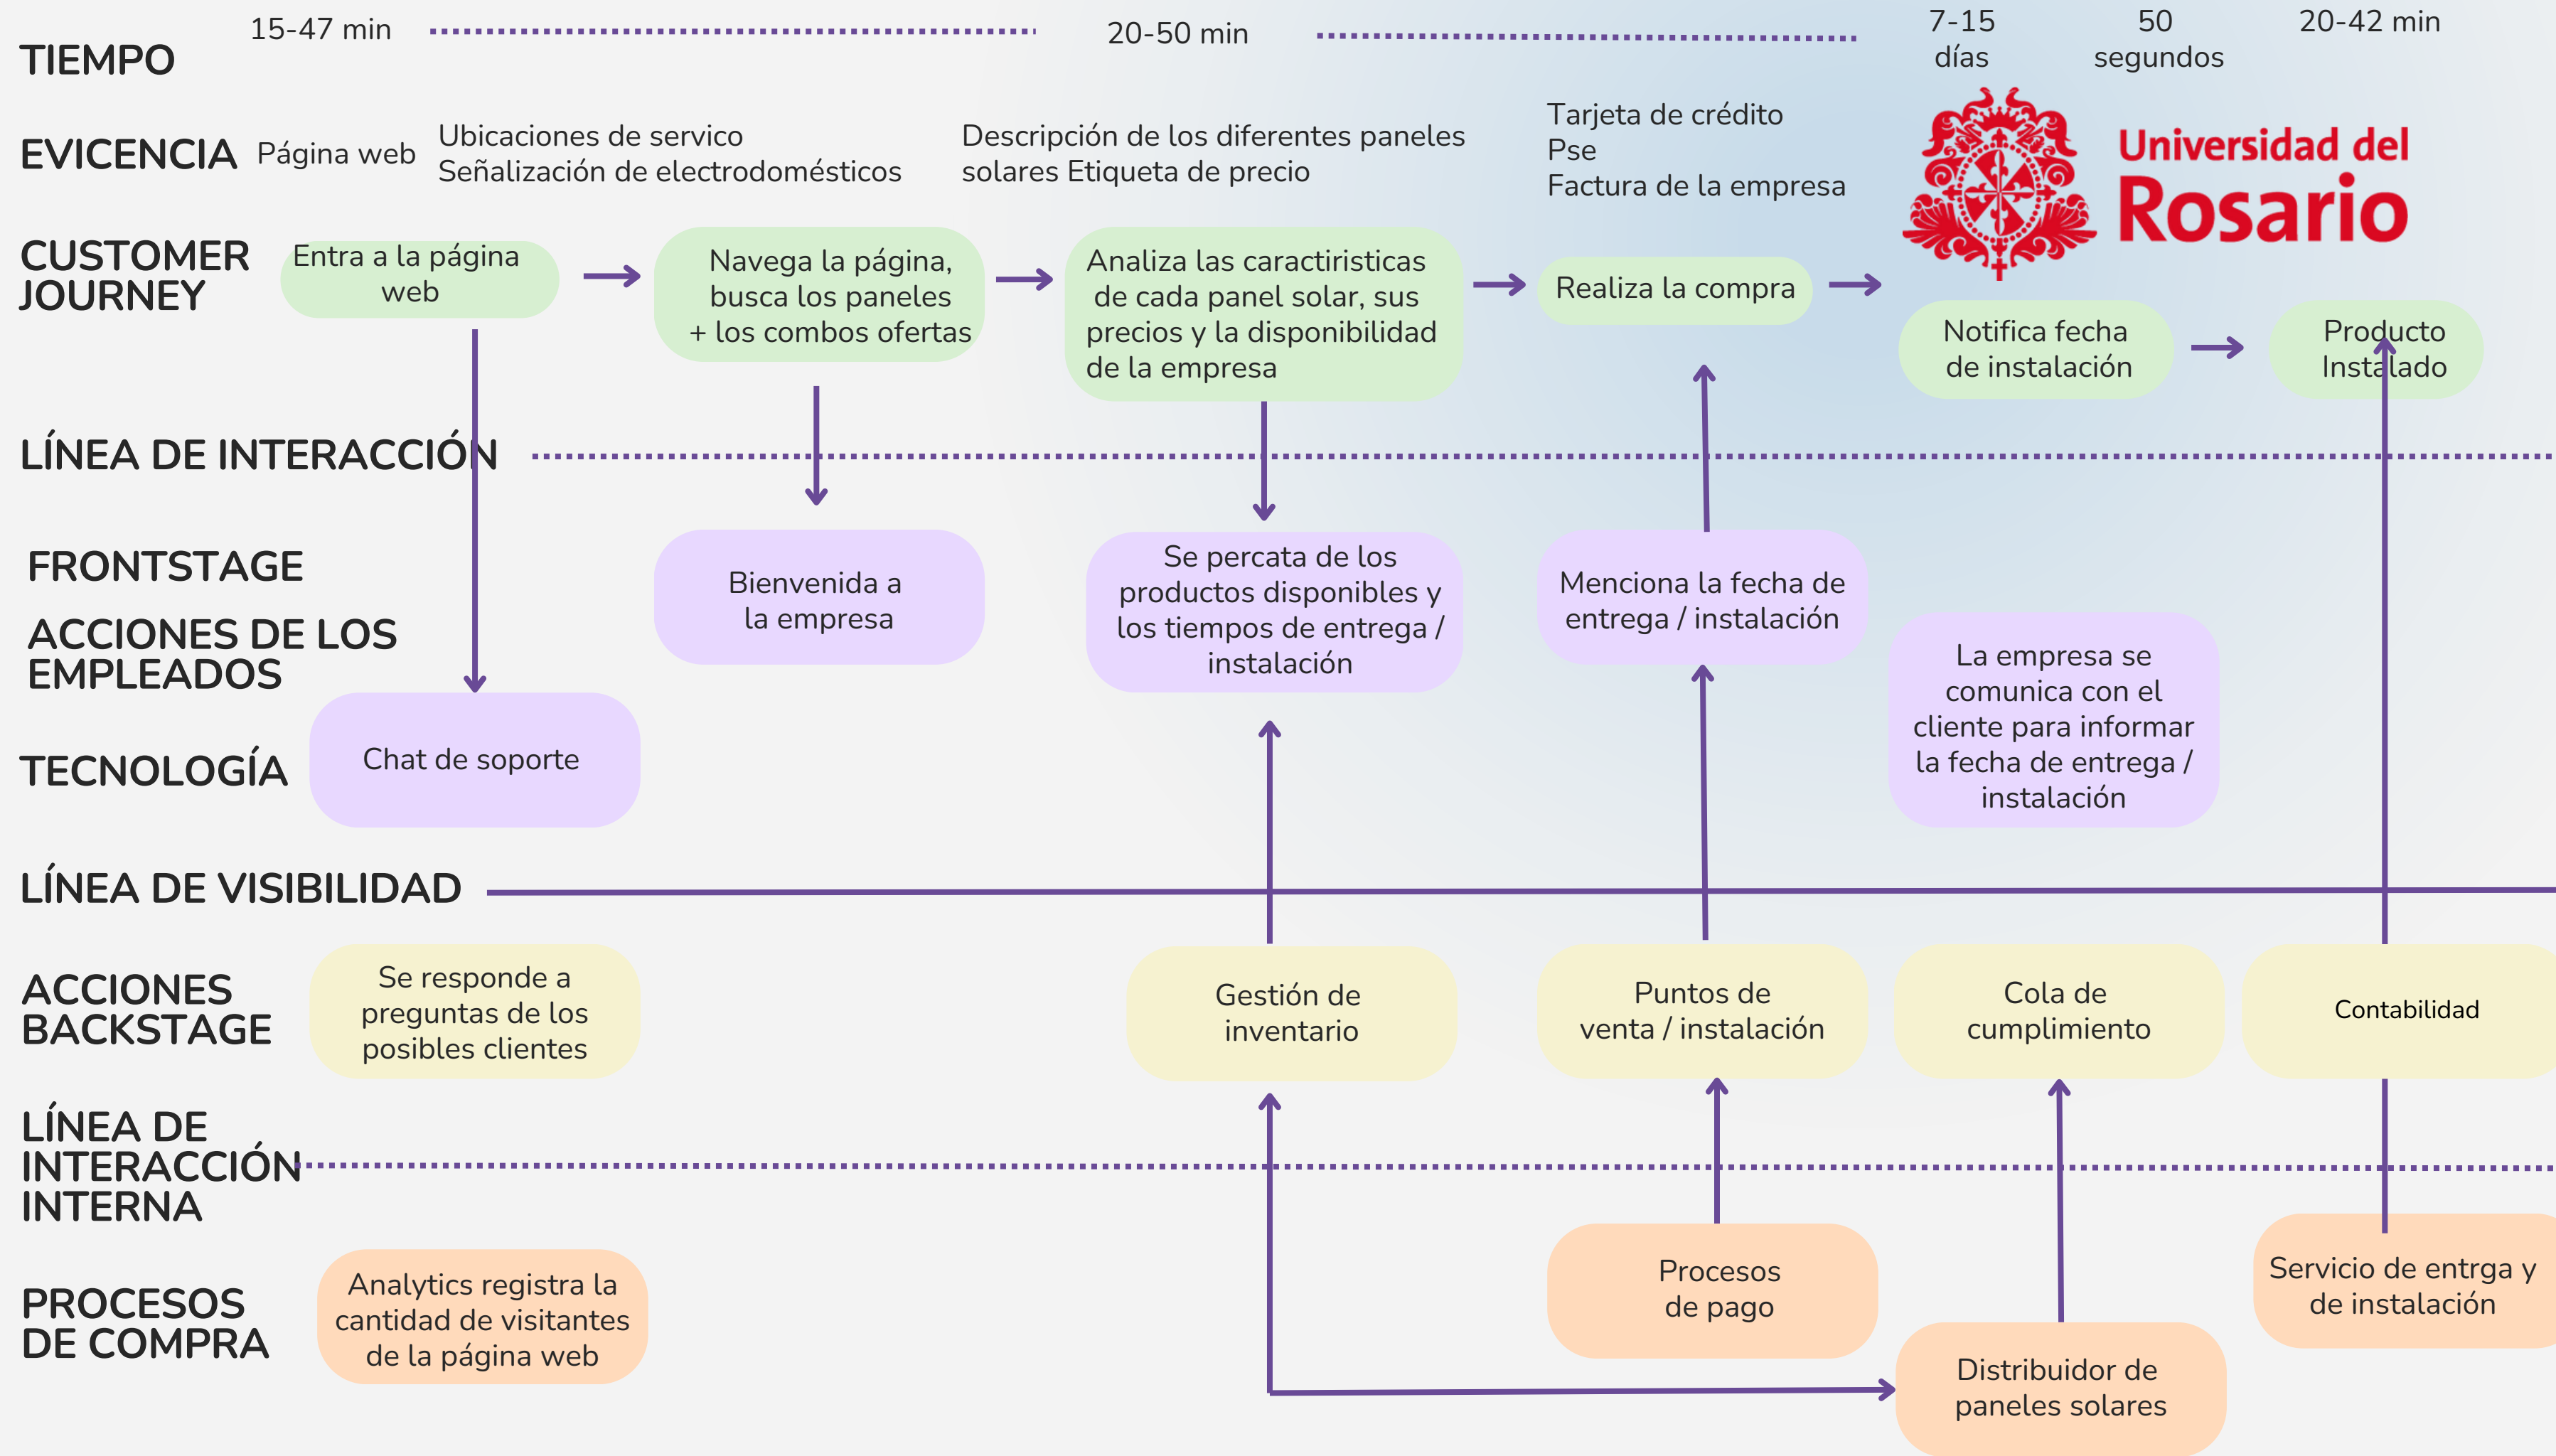 TIEMPO
15-47 min
20-50 min
7-15
días
50
segundos
20-42 min
EVICENCIA
Página web
Ubicaciones de servico
Señalización de electrodomésticos
Descripción de los diferentes paneles
solares Etiqueta de precio
Tarjeta de crédito
Pse
Factura de la empresa
Universidad del
Rosario
CUSTOMER
JOURNEY
Entra a la página
web
Navega la página,
busca los paneles
+ los combos ofertas
Analiza las caractiristicas
de cada panel solar, sus
precios y la disponibilidad
de la empresa
Realiza la compra
Notifica fecha
de instalación
Producto
Instalado
LÍNEA DE INTERACCIÓN
FRONTSTAGE
ACCIONES DE LOS
EMPLEADOS
Bienvenida a
la empresa
Se percata de los
productos disponibles y
los tiempos de entrega /
instalación
Menciona la fecha de
entrega / instalación
La empresa se
comunica con el
cliente para informar
la fecha de entrega /
instalación
TECNOLOGÍA
Chat de soporte
LÍNEA DE VISIBILIDAD
ACCIONES
BACKSTAGE
Se responde a
preguntas de los
posibles clientes
Gestión de
inventario
Puntos de
venta / instalación
Cola de
cumplimiento
Contabilidad
LÍNEA DE
INTERACCIÓN
INTERNA
PROCESOS
DE COMPRA
Analytics registra la
cantidad de visitantes
de la página web
Procesos
de pago
Distribuidor de
paneles solares
Servicio de entrga y
de instalación